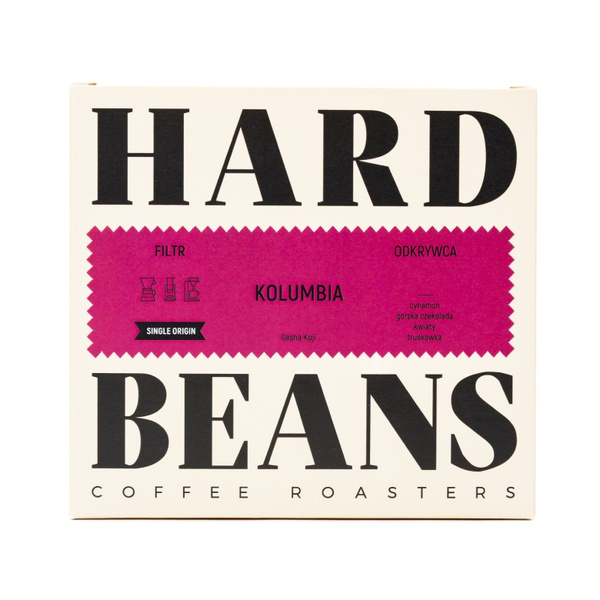 HARD
FILTR
ODKRYWCA
KOLUMBIA
SINGLE ORIGIN
Gesha Koji
cynamon
gorzka czekolada
kwiaty
truskawka
BEANS
COFFEE ROASTERS